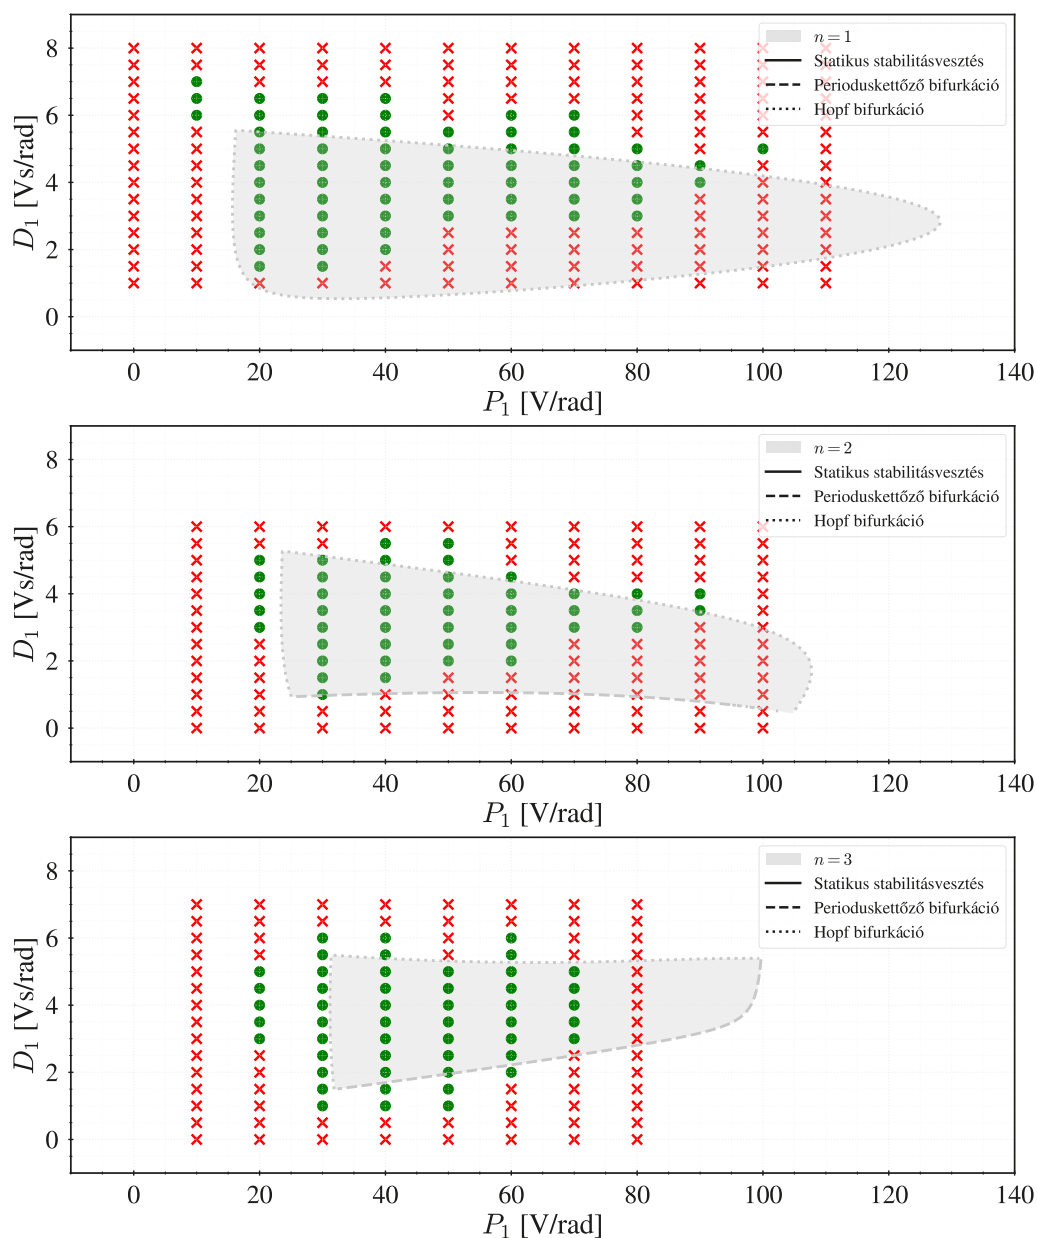 8
6
4
2
0
D₁ [Vs/rad]
n = 1
Statikus stabilitásvesztés
Perioduskettőző bifurkáció
Hopf bifurkáció
0 20 40 60 80 100 120 140
P₁ [V/rad]
8
6
4
2
0
D₁ [Vs/rad]
n = 2
Statikus stabilitásvesztés
Perioduskettőző bifurkáció
Hopf bifurkáció
0 20 40 60 80 100 120 140
P₁ [V/rad]
8
6
4
2
0
D₁ [Vs/rad]
n = 3
Statikus stabilitásvesztés
Perioduskettőző bifurkáció
Hopf bifurkáció
0 20 40 60 80 100 120 140
P₁ [V/rad]